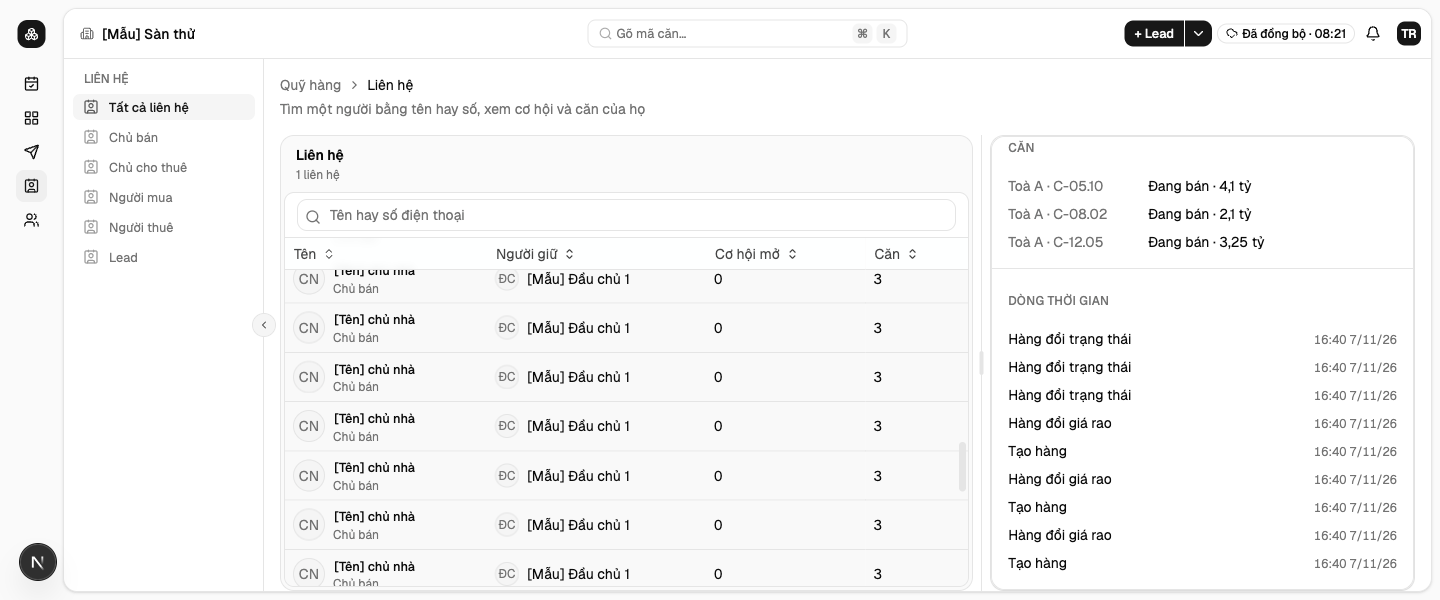 [Mẫu] Sàn thử
Gõ mã căn…
⌘ K
+ Lead
Đã đồng bộ · 08:21
TR
LIÊN HỆ
Tất cả liên hệ
Chủ bán
Chủ cho thuê
Người mua
Người thuê
Lead
N
Quỹ hàng > Liên hệ
Tìm một người bằng tên hay số, xem cơ hội và căn của họ
Liên hệ
1 liên hệ
Tên hay số điện thoại
Tên Người giữ Cơ hội mở Căn
CN [Tên] chủ nhà ĐC [Mẫu] Đầu chủ 1 0 3
Chủ bán
CN [Tên] chủ nhà ĐC [Mẫu] Đầu chủ 1 0 3
Chủ bán
CN [Tên] chủ nhà ĐC [Mẫu] Đầu chủ 1 0 3
Chủ bán
CN [Tên] chủ nhà ĐC [Mẫu] Đầu chủ 1 0 3
Chủ bán
CN [Tên] chủ nhà ĐC [Mẫu] Đầu chủ 1 0 3
Chủ bán
CN [Tên] chủ nhà ĐC [Mẫu] Đầu chủ 1 0 3
Chủ bán
CN [Tên] chủ nhà ĐC [Mẫu] Đầu chủ 1 0 3
Chủ bán
CĂN
Toà A · C-05.10 Đang bán · 4,1 tỷ
Toà A · C-08.02 Đang bán · 2,1 tỷ
Toà A · C-12.05 Đang bán · 3,25 tỷ
DÒNG THỜI GIAN
Hàng đổi trạng thái 16:40 7/11/26
Hàng đổi trạng thái 16:40 7/11/26
Hàng đổi trạng thái 16:40 7/11/26
Hàng đổi giá rao 16:40 7/11/26
Tạo hàng 16:40 7/11/26
Hàng đổi giá rao 16:40 7/11/26
Tạo hàng 16:40 7/11/26
Hàng đổi giá rao 16:40 7/11/26
Tạo hàng 16:40 7/11/26